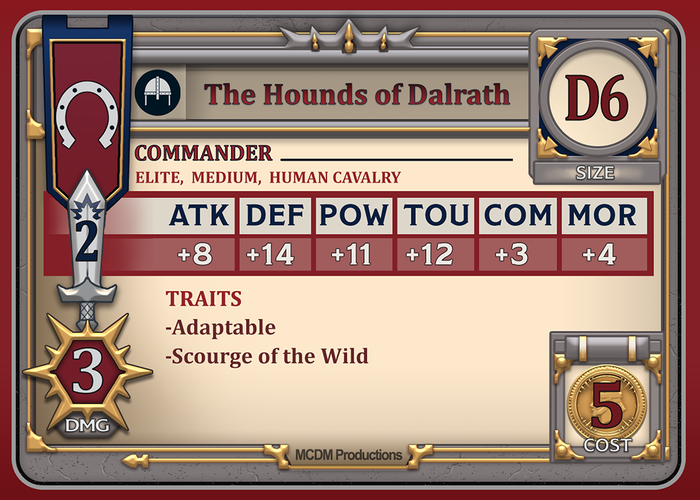 The Hounds of Dalrath
D6
SIZE
COMMANDER
ELITE, MEDIUM, HUMAN CAVALRY
ATK DEF POW TOU COM MOR
+8 +14 +11 +12 +3 +4
2
TRAITS
-Adaptable
-Scourge of the Wild
3
DMG
5
COST
MCDM Productions